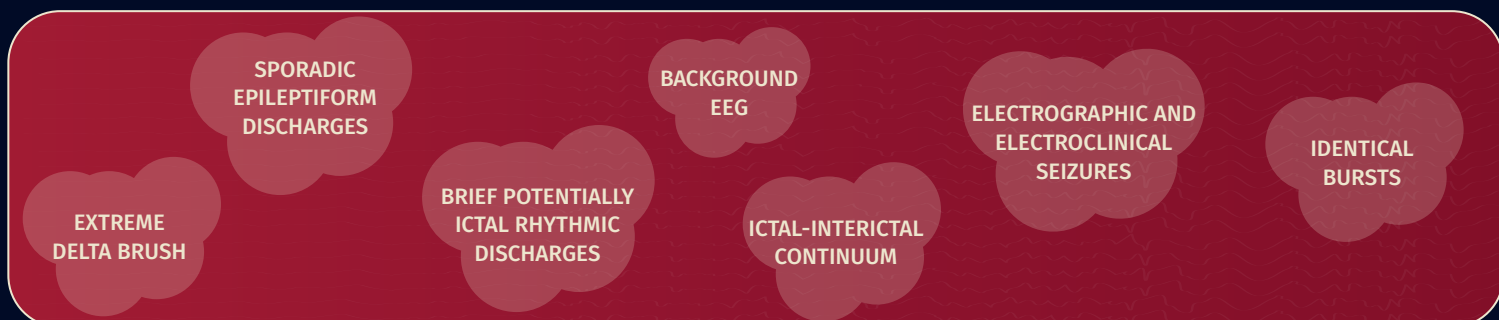 SPORADIC
EPILEPTIFORM
DISCHARGES
BACKGROUND
EEG
ELECTROGRAPHIC AND
ELECTROCLINICAL
SEIZURES
IDENTICAL
BURSTS
EXTREME
DELTA BRUSH
BRIEF POTENTIALLY
ICTAL RHYTHMIC
DISCHARGES
ICTAL-INTERICTAL
CONTINUUM